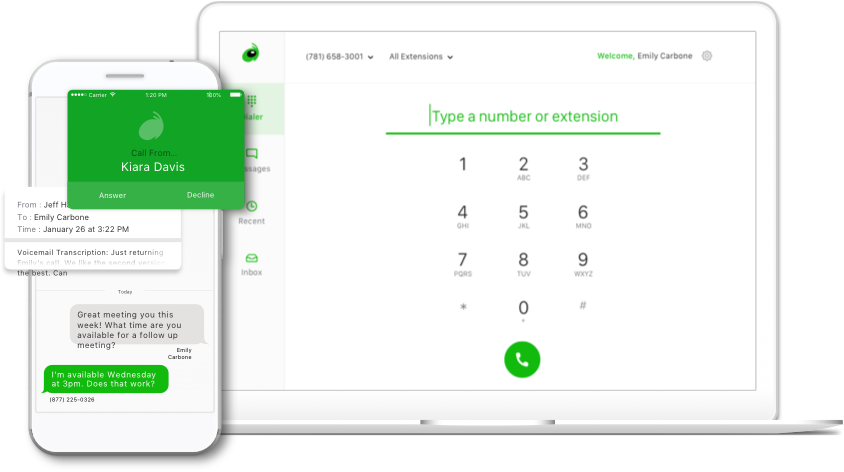 (781) 658-3001
All Extensions
Welcome, Emily Carbone
Type a number or extension
1
2
3
ABC
DEF
4
5
6
GHI
JKL
MNO
7
8
9
PQRS
TUV
WXYZ
*
0
#
+
Recent
Inbox
Carrier
1:20 PM
100%
Call From...
Kiara Davis
Answer
Decline
From : Jeff
To : Emily Carbone
Time : January 26 at 3:22 PM
Voicemail Transcription: Just returning
Emily's call. We like the second version
the best. Can
Today
Great meeting you this
week! What time are you
available for a follow up
meeting?
Emily
Carbone
I'm available Wednesday
at 3pm. Does that work?
(877) 225-0326